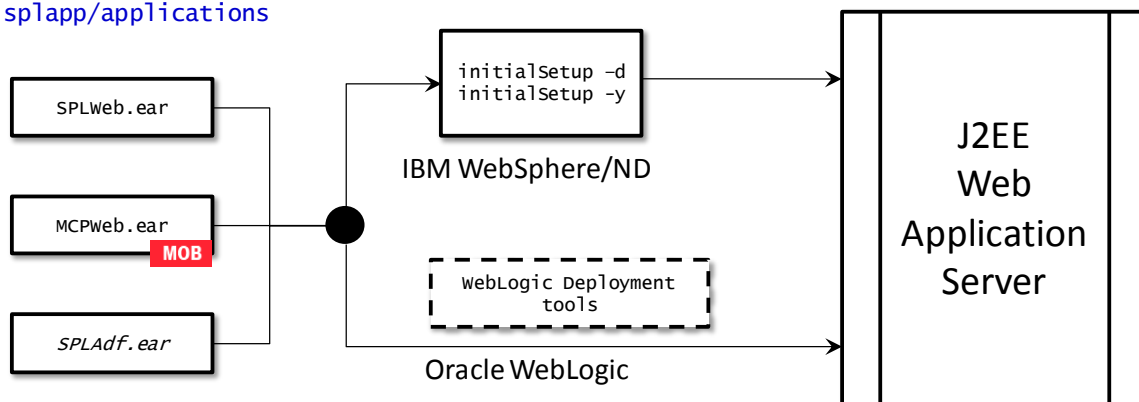 splapp/applications
SPLWeb.ear
MCPWeb.ear
MOB
SPLAdf.ear
initialSetup –d
initialSetup -y
IBM WebSphere/ND
WebLogic Deployment
tools
Oracle WebLogic
J2EE
Web
Application
Server